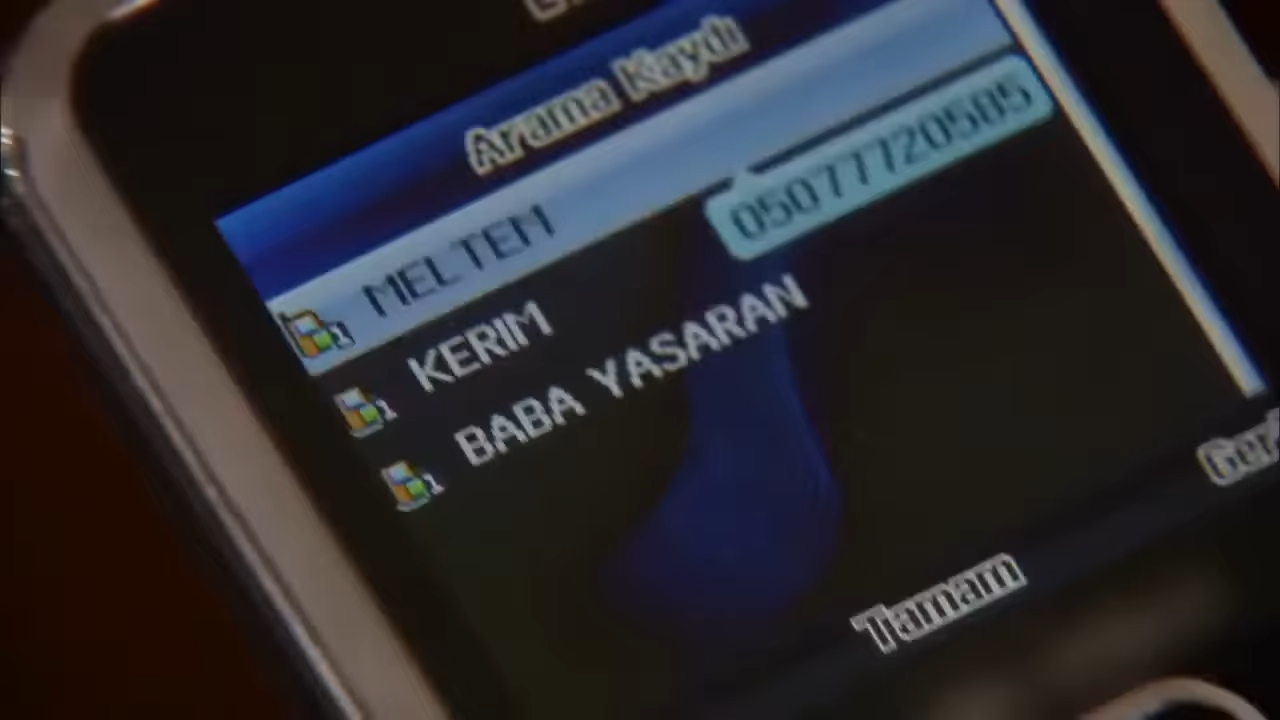 Arama Kaydı
MELTEM
05077720585
KERIM
BABA YASARAN
Tamam